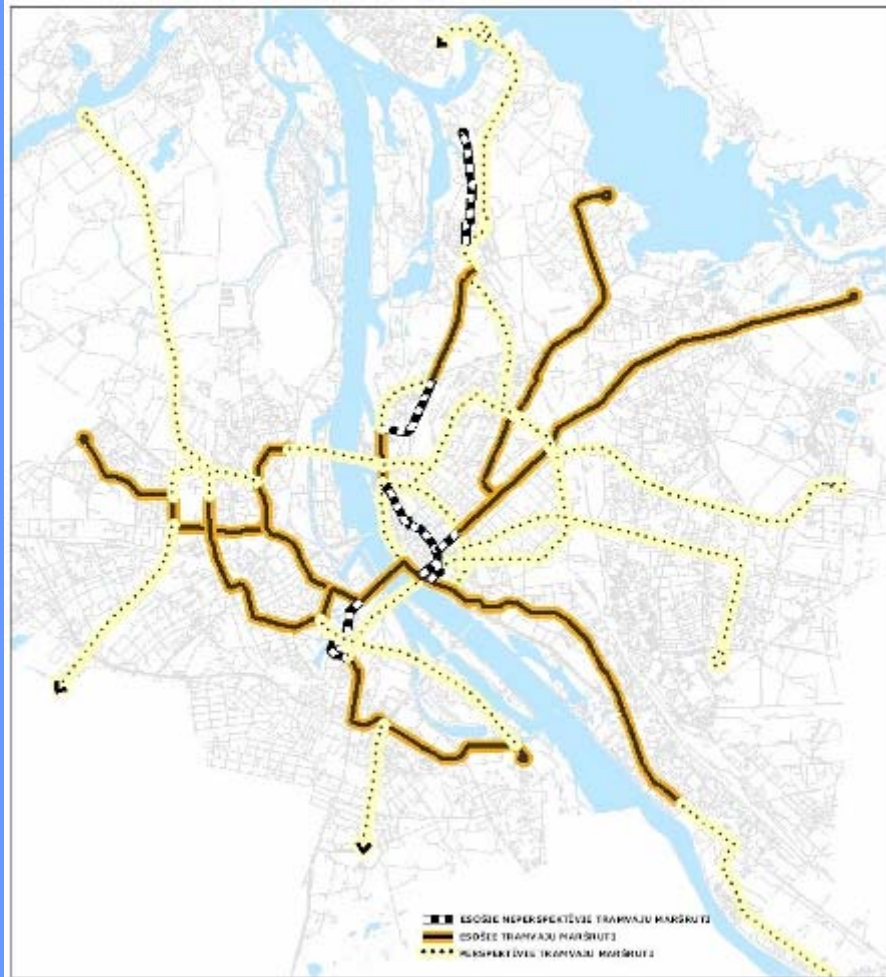 ESOŠIE NEPERSPEKTĪVIE TRAMVAJU MARŠRUTI
ESOŠIE TRAMVAJU MARŠRUTI
PERSPEKTĪVIE TRAMVAJU MARŠRUTI